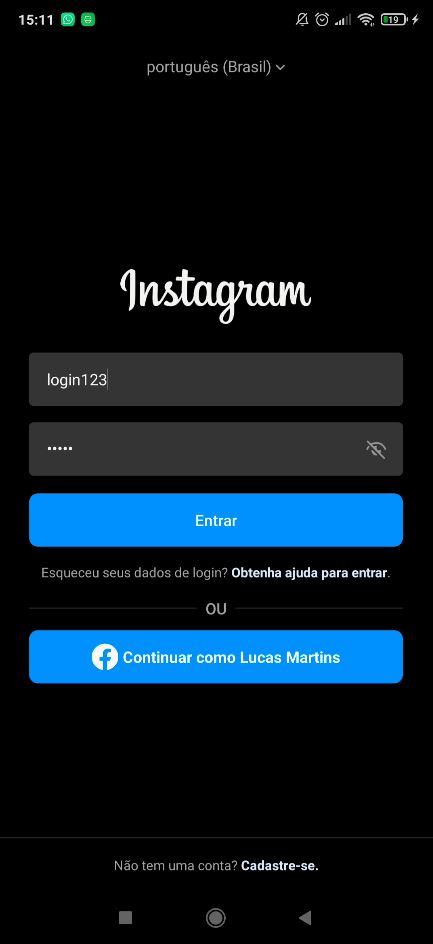 15:11 19
português (Brasil)
Instagram
login123
•••••
Entrar
Esqueceu seus dados de login? Obtenha ajuda para entrar.
OU
Continuar como Lucas Martins
Não tem uma conta? Cadastre-se.